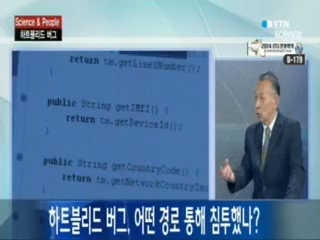 Science & People
하트블리드 버그
YTN
SCIENCE
D-179
return tm.getLine1Number();
public String getIMEI() {
return tm.getDeviceId();
public String getCountryCode() {
return tm.getNetworkCountryIso
하트블리드 버그, 어떤 경로 통해 침투했나?